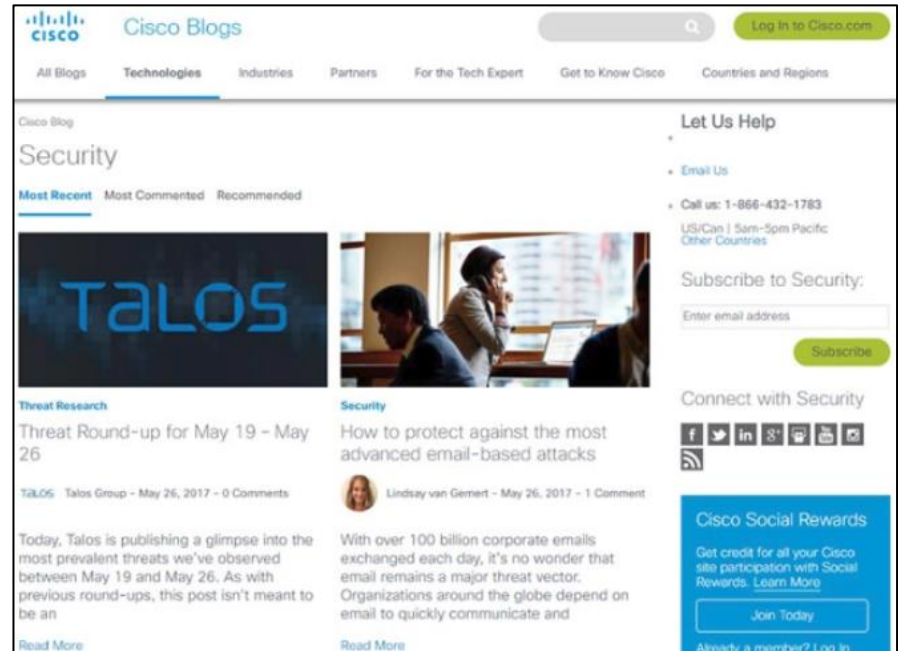 CISCO
Cisco Blogs
Log In to Cisco.com
All Blogs Technologies Industries Partners For the Tech Expert Get to Know Cisco Countries and Regions
Cisco Blog
Security
Most Recent Most Commented Recommended
TALOS
Threat Research
Threat Round-up for May 19 – May
26
TALOS Talos Group - May 26, 2017 - 0 Comments
Today, Talos is publishing a glimpse into the
most prevalent threats we've observed
between May 19 and May 26. As with
previous round-ups, this post isn't meant to
be an
Read More
Security
How to protect against the most
advanced email-based attacks
Lindsay van Gemert - May 26, 2017 - 1 Comment
With over 100 billion corporate emails
exchanged each day, it's no wonder that
email remains a major threat vector.
Organizations around the globe depend on
email to quickly communicate and
Read More
Let Us Help
Email Us
Call us: 1-866-432-1783
US/Can | 5am-5pm Pacific
Other Countries
Subscribe to Security:
Enter email address
Subscribe
Connect with Security
Cisco Social Rewards
Get credit for all your Cisco
site participation with Social
Rewards. Learn More
Join Today
Already a member? Log In